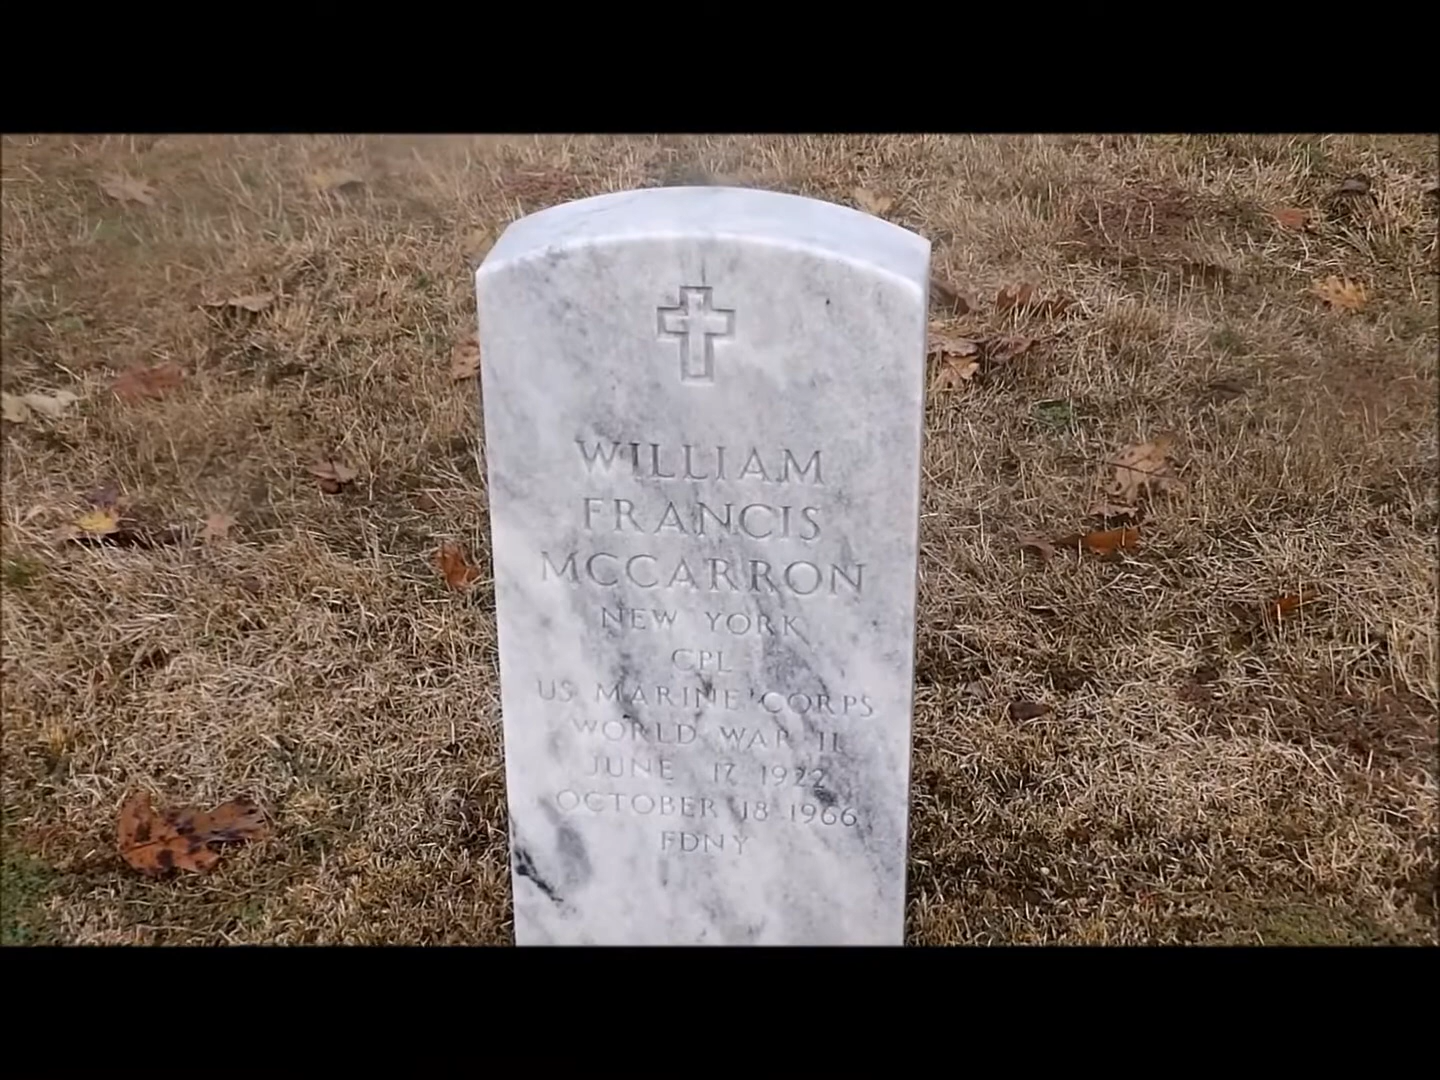 WILLIAM
FRANCIS
MCCARRON
NEW YORK
CPL
US MARINE CORPS
WORLD WAR II
JUNE 17 1922
OCTOBER 18 1966
FDNY